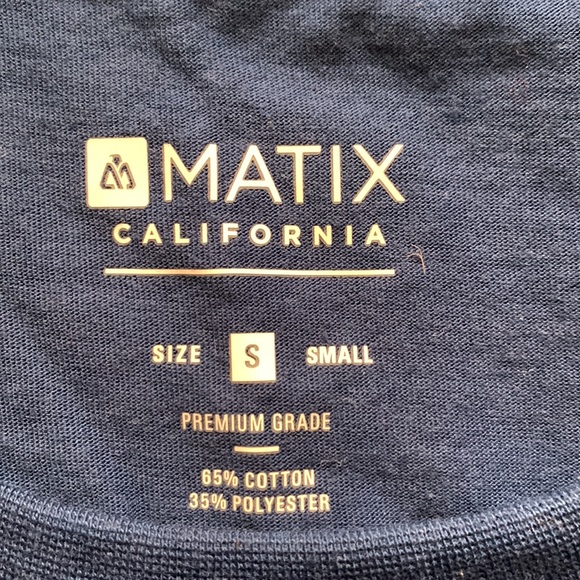 MATIX
CALIFORNIA
SIZE S SMALL
PREMIUM GRADE
65% COTTON
35% POLYESTER